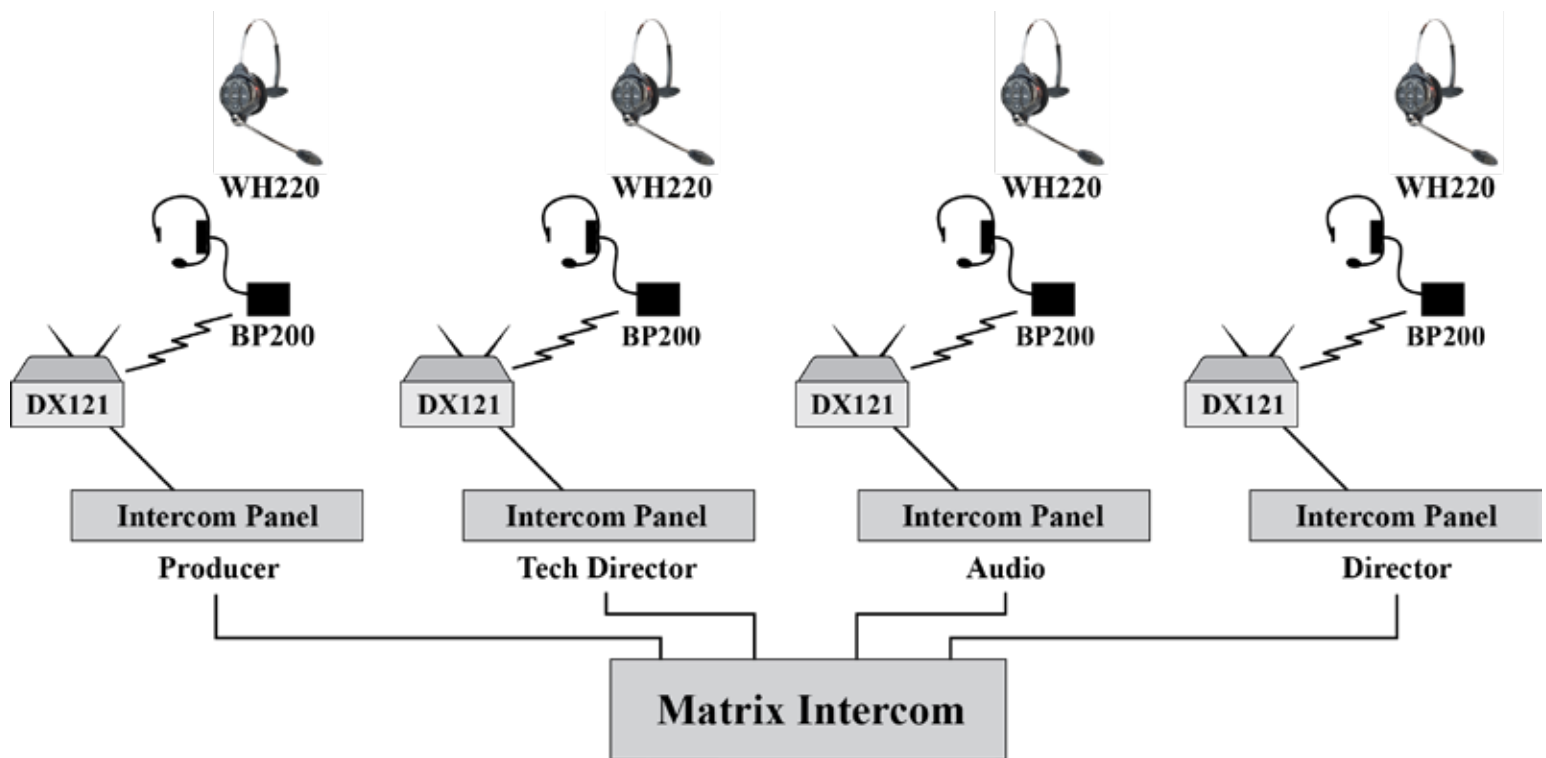 WH220 WH220 WH220 WH220
BP200 BP200 BP200 BP200
DX121 DX121 DX121 DX121
Intercom Panel Intercom Panel Intercom Panel Intercom Panel
Producer Tech Director Audio Director
Matrix Intercom